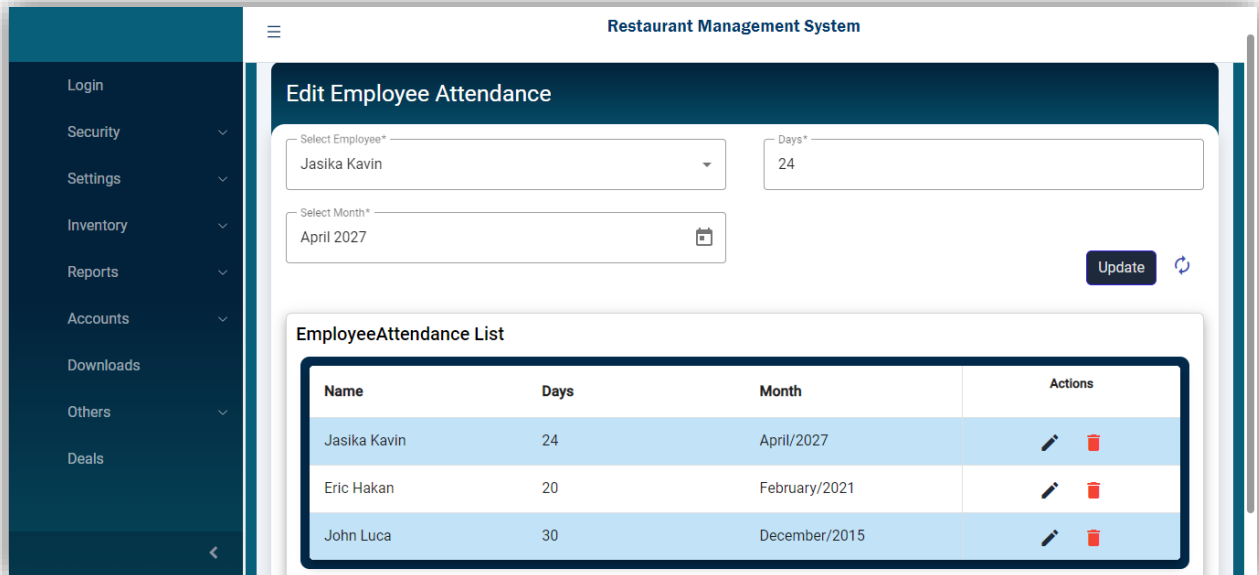 Restaurant Management System
Login
Security
Settings
Inventory
Reports
Accounts
Downloads
Others
Deals
Edit Employee Attendance
Select Employee*
Jasika Kavin
Days*
24
Select Month*
April 2027
Update
EmployeeAttendance List
Name Days Month Actions
Jasika Kavin 24 April/2027
Eric Hakan 20 February/2021
John Luca 30 December/2015